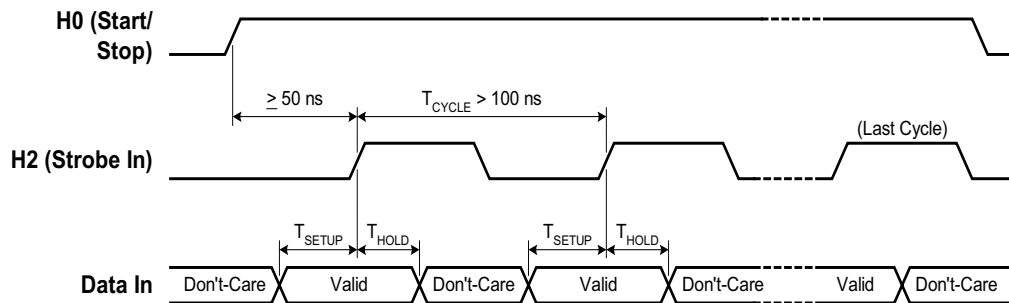 H0 (Start/
Stop)
≥ 50 ns
T_CYCLE > 100 ns
H2 (Strobe In)
(Last Cycle)
T_SETUP T_HOLD T_SETUP T_HOLD
Data In Don't-Care Valid Don't-Care Valid Don't-Care Valid Don't-Care